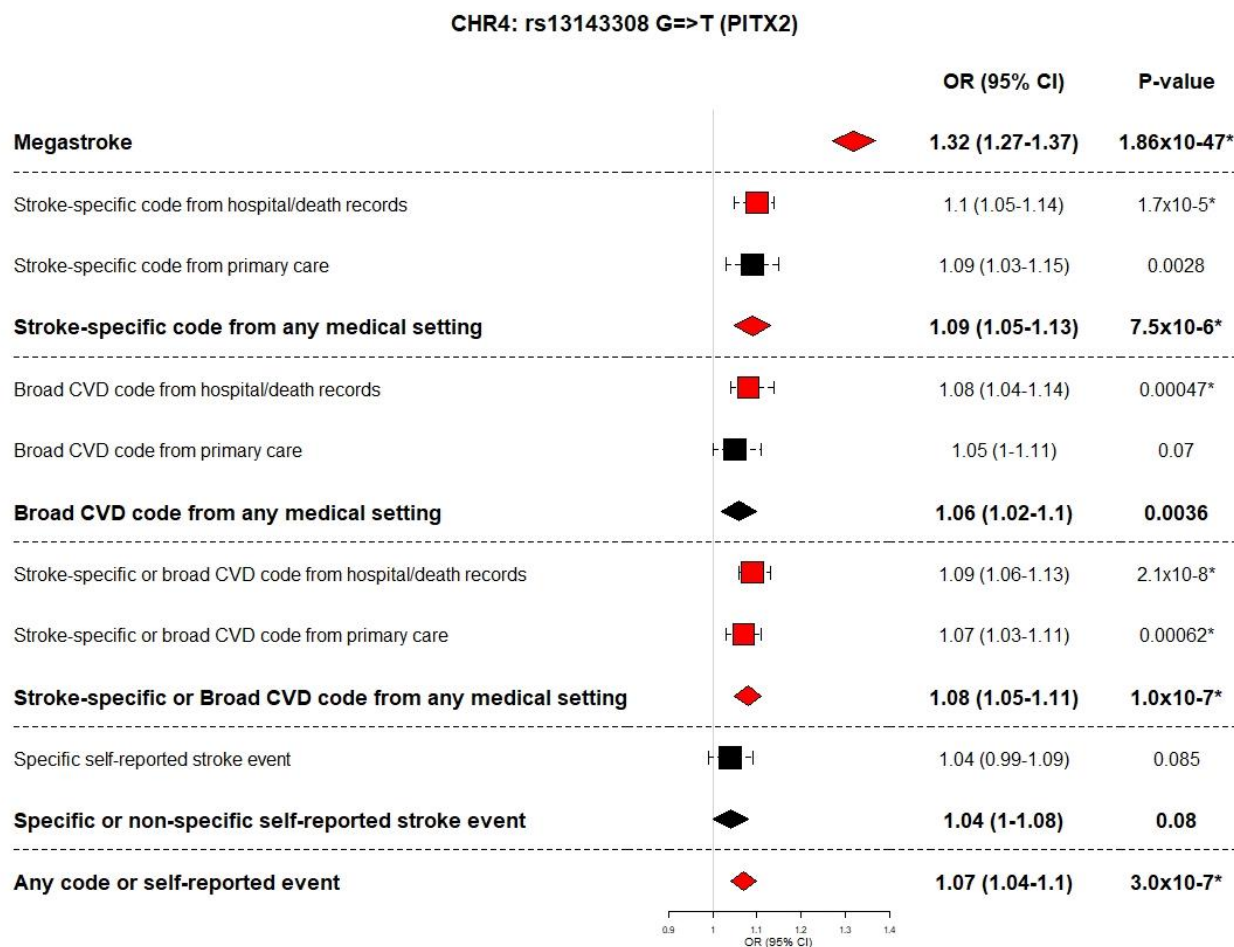 CHR4: rs13143308 G=>T (PITX2)
OR (95% CI) P-value
Megastroke 1.32 (1.27-1.37) 1.86x10-47*
Stroke-specific code from hospital/death records 1.1 (1.05-1.14) 1.7x10-5*
Stroke-specific code from primary care 1.09 (1.03-1.15) 0.0028
Stroke-specific code from any medical setting 1.09 (1.05-1.13) 7.5x10-6*
Broad CVD code from hospital/death records 1.08 (1.04-1.14) 0.00047*
Broad CVD code from primary care 1.05 (1-1.11) 0.07
Broad CVD code from any medical setting 1.06 (1.02-1.1) 0.0036
Stroke-specific or broad CVD code from hospital/death records 1.09 (1.06-1.13) 2.1x10-8*
Stroke-specific or broad CVD code from primary care 1.07 (1.03-1.11) 0.00062*
Stroke-specific or Broad CVD code from any medical setting 1.08 (1.05-1.11) 1.0x10-7*
Specific self-reported stroke event 1.04 (0.99-1.09) 0.085
Specific or non-specific self-reported stroke event 1.04 (1-1.08) 0.08
Any code or self-reported event 1.07 (1.04-1.1) 3.0x10-7*
0.9 1 1.1 1.2 1.3 1.4
OR (95% CI)